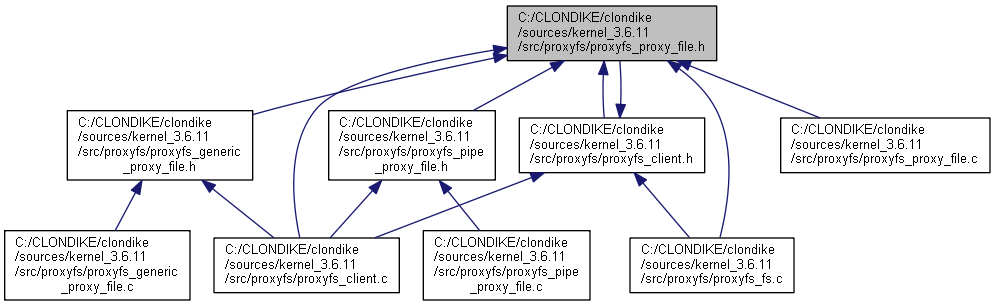 C:/CLONDIKE/clondike
/sources/kernel_3.6.11
/src/proxyfs/proxyfs_proxy_file.h
C:/CLONDIKE/clondike
/sources/kernel_3.6.11
/src/proxyfs/proxyfs_generic
_proxy_file.h
C:/CLONDIKE/clondike
/sources/kernel_3.6.11
/src/proxyfs/proxyfs_pipe
_proxy_file.h
C:/CLONDIKE/clondike
/sources/kernel_3.6.11
/src/proxyfs/proxyfs_client.h
C:/CLONDIKE/clondike
/sources/kernel_3.6.11
/src/proxyfs/proxyfs_proxy_file.c
C:/CLONDIKE/clondike
/sources/kernel_3.6.11
/src/proxyfs/proxyfs_generic
_proxy_file.c
C:/CLONDIKE/clondike
/sources/kernel_3.6.11
/src/proxyfs/proxyfs_client.c
C:/CLONDIKE/clondike
/sources/kernel_3.6.11
/src/proxyfs/proxyfs_pipe
_proxy_file.c
C:/CLONDIKE/clondike
/sources/kernel_3.6.11
/src/proxyfs/proxyfs_fs.c